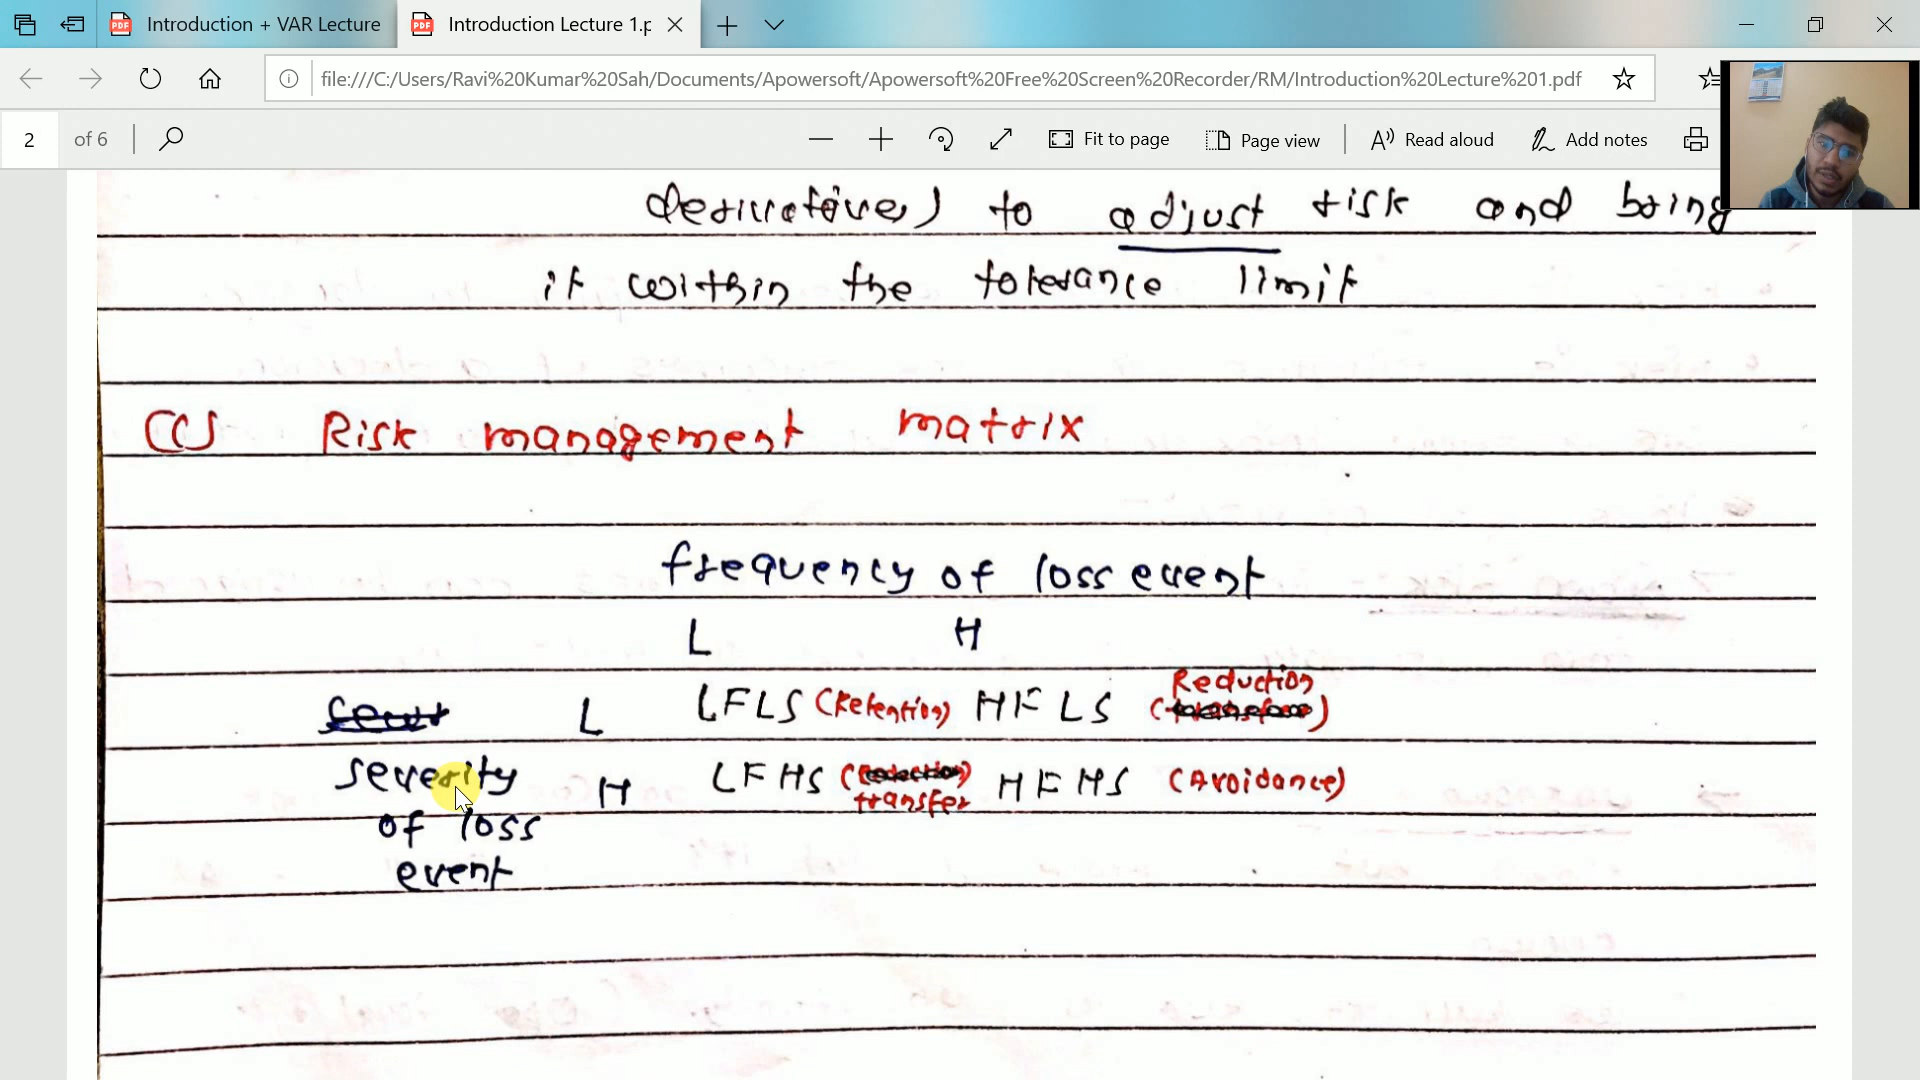 Introduction + VAR Lecture
Introduction Lecture 1.p
file:///C:/Users/Ravi%20Kumar%20Sah/Documents/Apowersoft/Apowersoft%20Free%20Screen%20Recorder/RM/Introduction%20Lecture%201.pdf
2 of 6
Fit to page
Page view
Read aloud
Add notes
derivative) to adjust risk and bring
it within the tolerance limit
(C) Risk management matrix
frequency of loss event
L H
L LFLS (Retention) HFLS (Reduction)
severity H LFHS (transfer) HFHS (Avoidance)
of loss
event